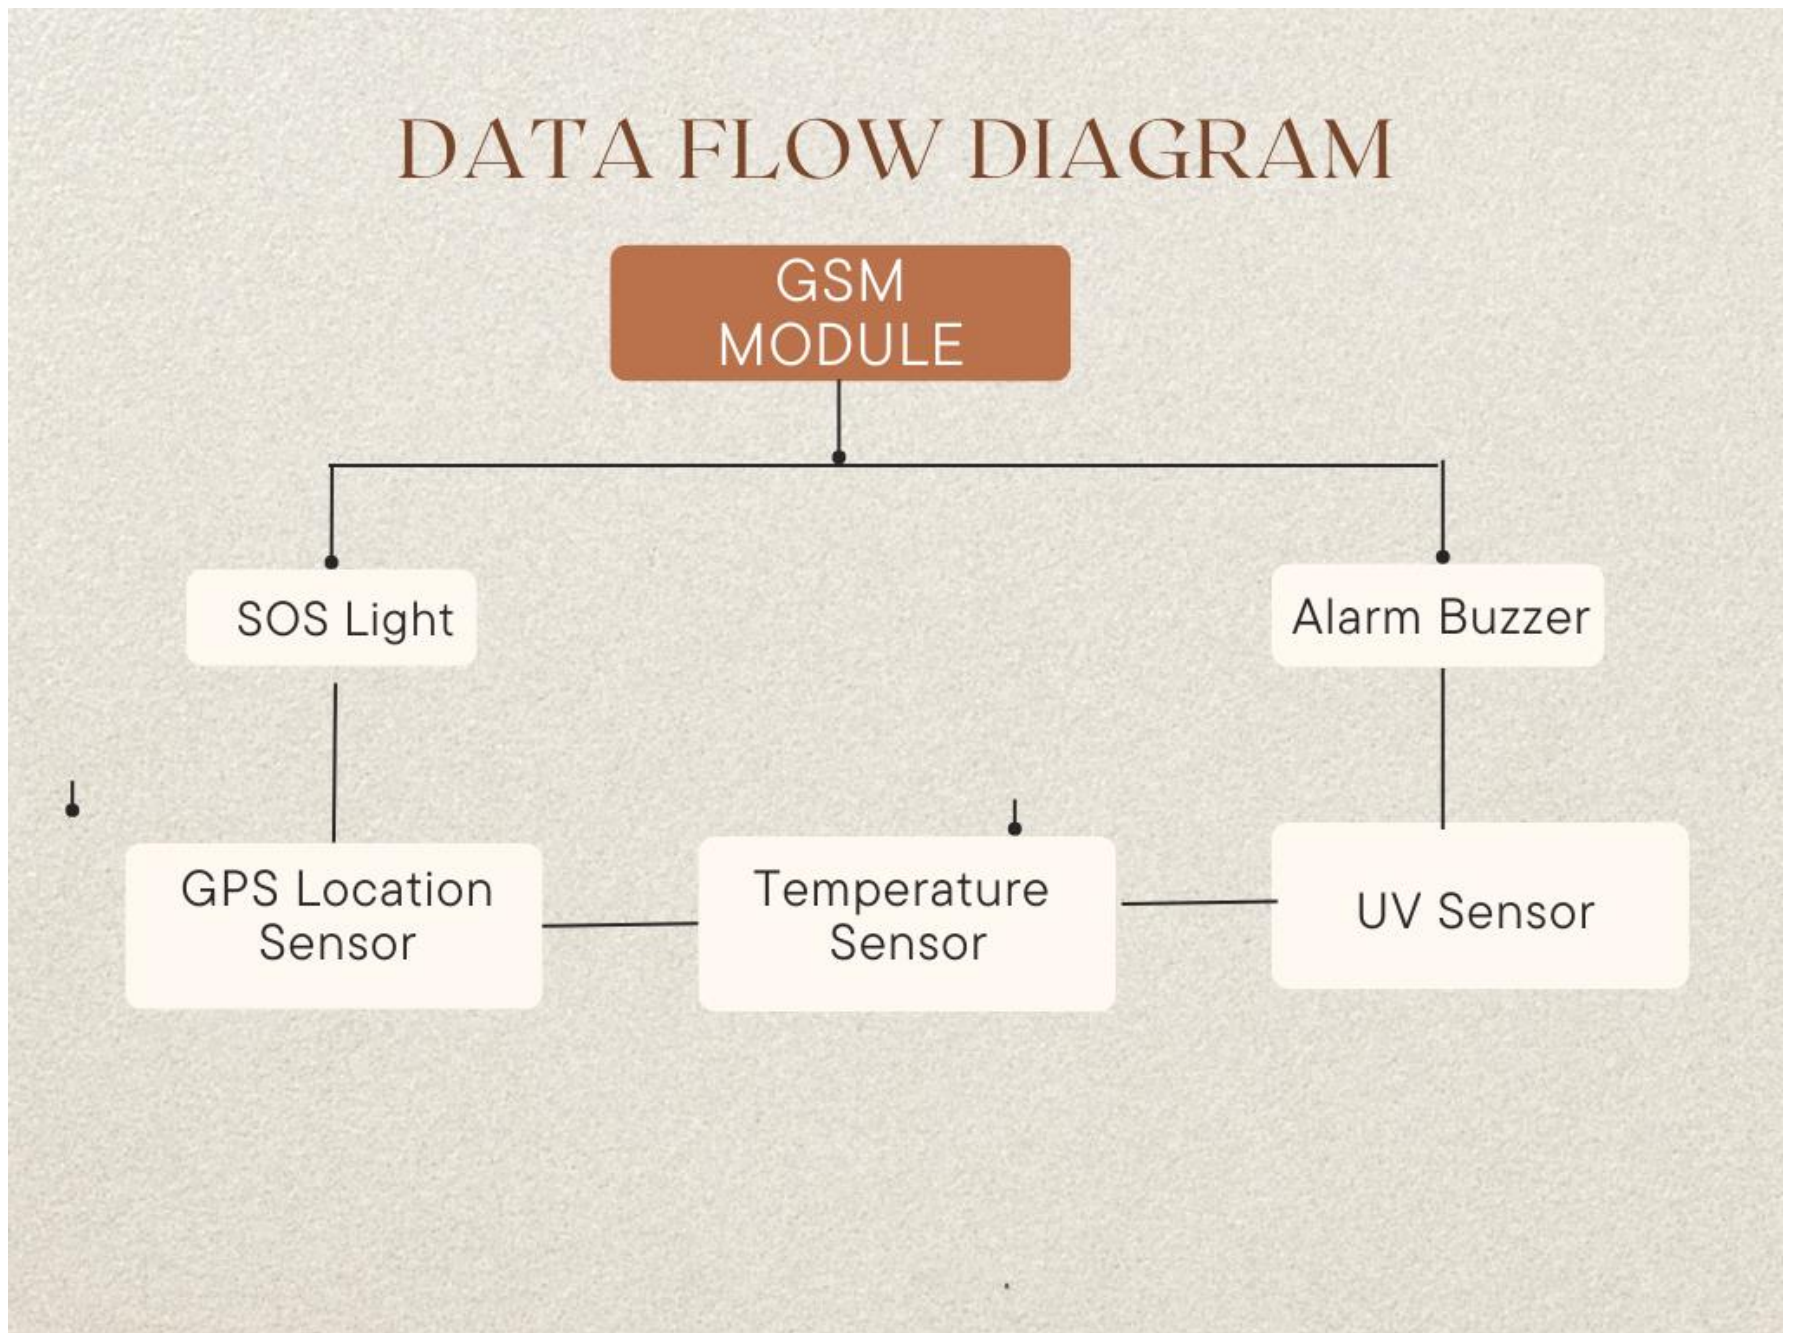 DATA FLOW DIAGRAM
GSM
MODULE
SOS Light
Alarm Buzzer
GPS Location
Sensor
Temperature
Sensor
UV Sensor